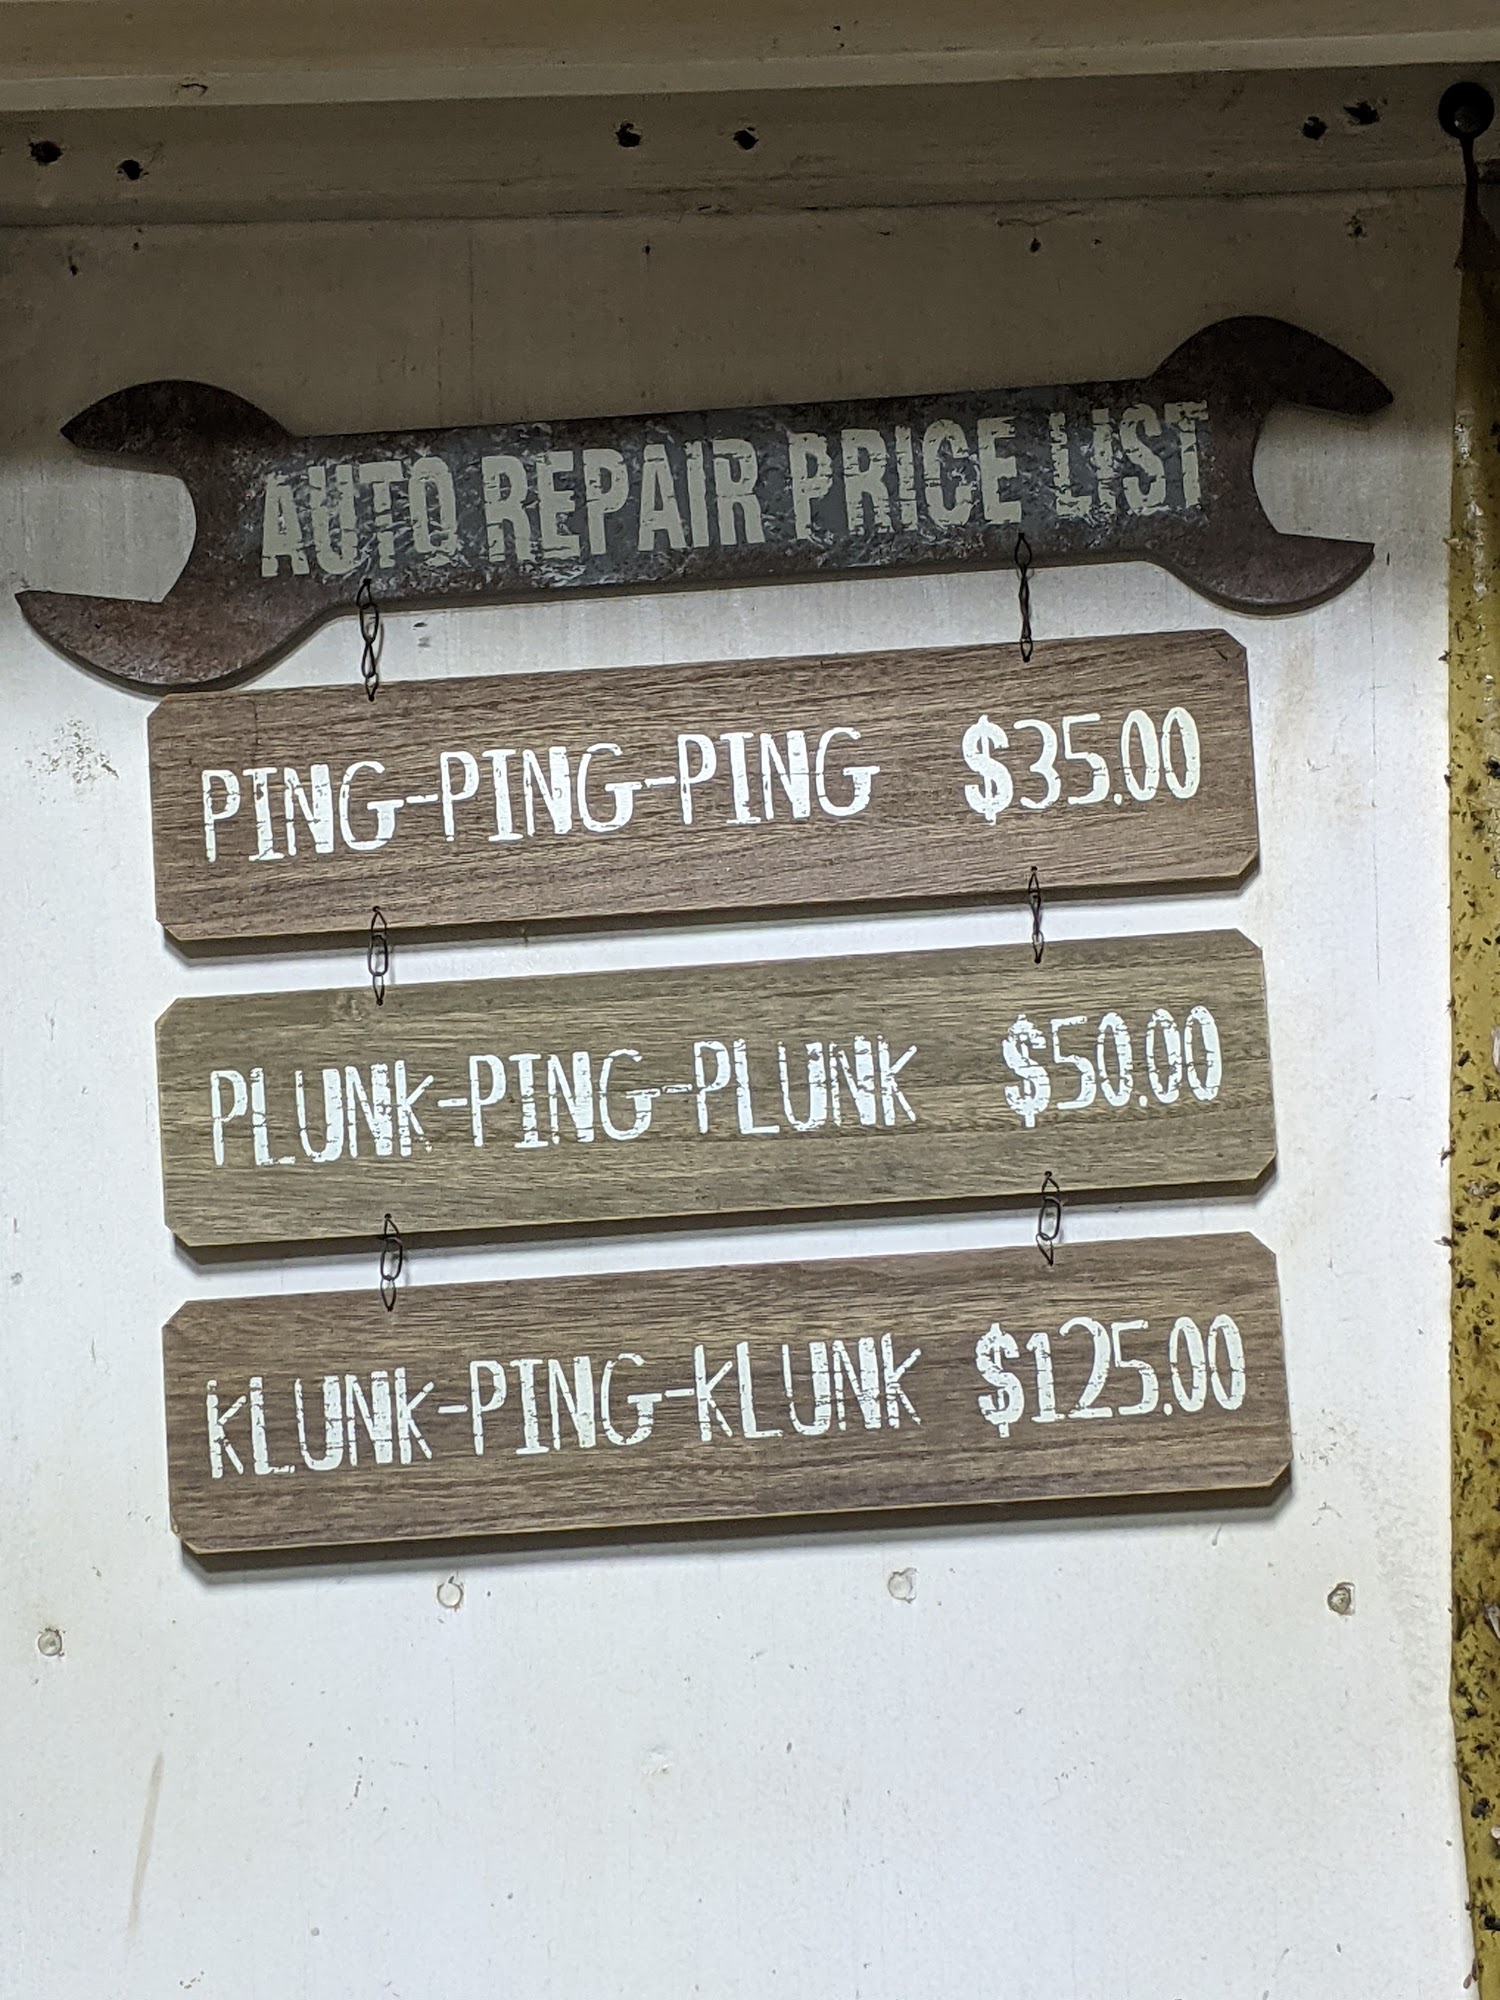 AUTO REPAIR PRICE LIST
PING-PING-PING $35.00
PLUNK-PING-PLUNK $50.00
KLUNK-PING-KLUNK $125.00